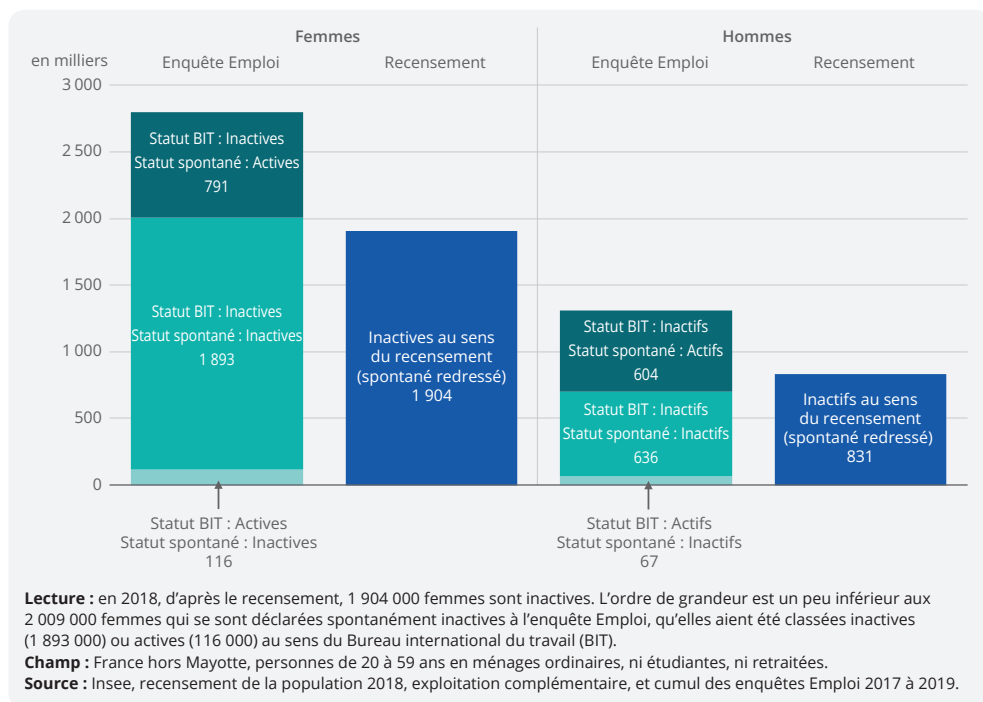 Femmes
Hommes
en milliers
Enquête Emploi
Recensement
Enquête Emploi
Recensement
3 000
2 500
2 000
1 500
1 000
500
0
Statut BIT : Inactives
Statut spontané : Actives
791
Statut BIT : Inactives
Statut spontané : Inactives
1 893
Inactives au sens
du recensement
(spontané redressé)
1 904
Statut BIT : Inactifs
Statut spontané : Actifs
604
Statut BIT : Inactifs
Statut spontané : Inactifs
636
Inactifs au sens
du recensement
(spontané redressé)
831
Statut BIT : Actives
Statut spontané : Inactives
116
Statut BIT : Actifs
Statut spontané : Inactifs
67
Lecture : en 2018, d’après le recensement, 1 904 000 femmes sont inactives. L’ordre de grandeur est un peu inférieur aux
2 009 000 femmes qui se sont déclarées spontanément inactives à l’enquête Emploi, qu’elles aient été classées inactives
(1 893 000) ou actives (116 000) au sens du Bureau international du travail (BIT).
Champ : France hors Mayotte, personnes de 20 à 59 ans en ménages ordinaires, ni étudiantes, ni retraitées.
Source : Insee, recensement de la population 2018, exploitation complémentaire, et cumul des enquêtes Emploi 2017 à 2019.